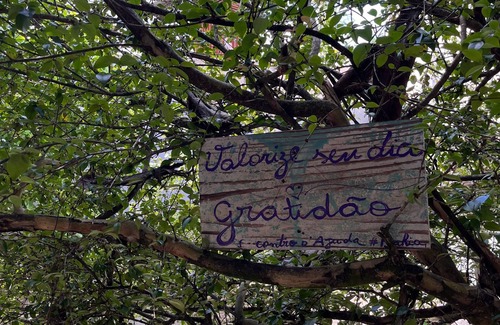 Valorize seu dia
Gratidão